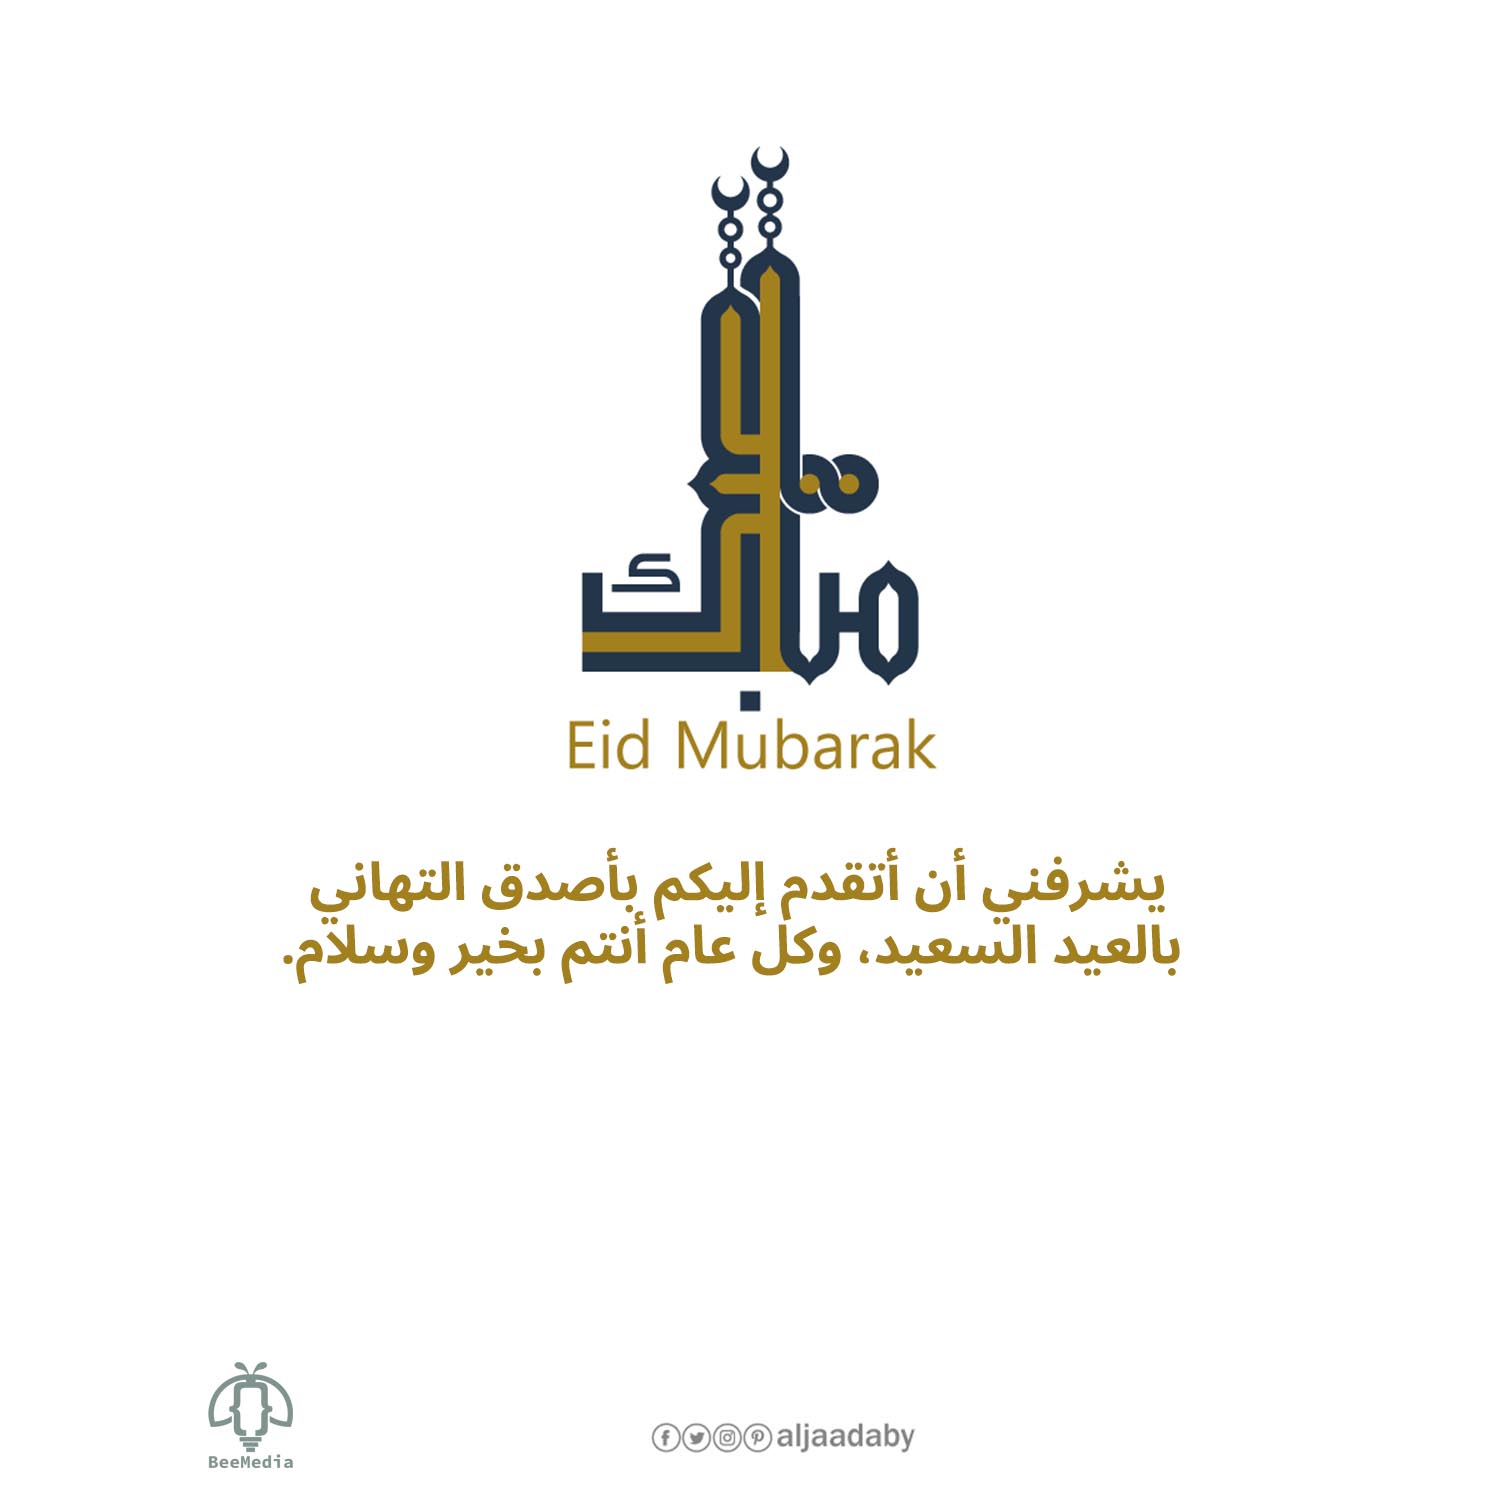 عيد
مبارك
Eid Mubarak
يشرفني أن أتقدم إليكم بأصدق التهاني
بالعيد السعيد، وكل عام أنتم بخير وسلام.
BeeMedia
aljaadaby